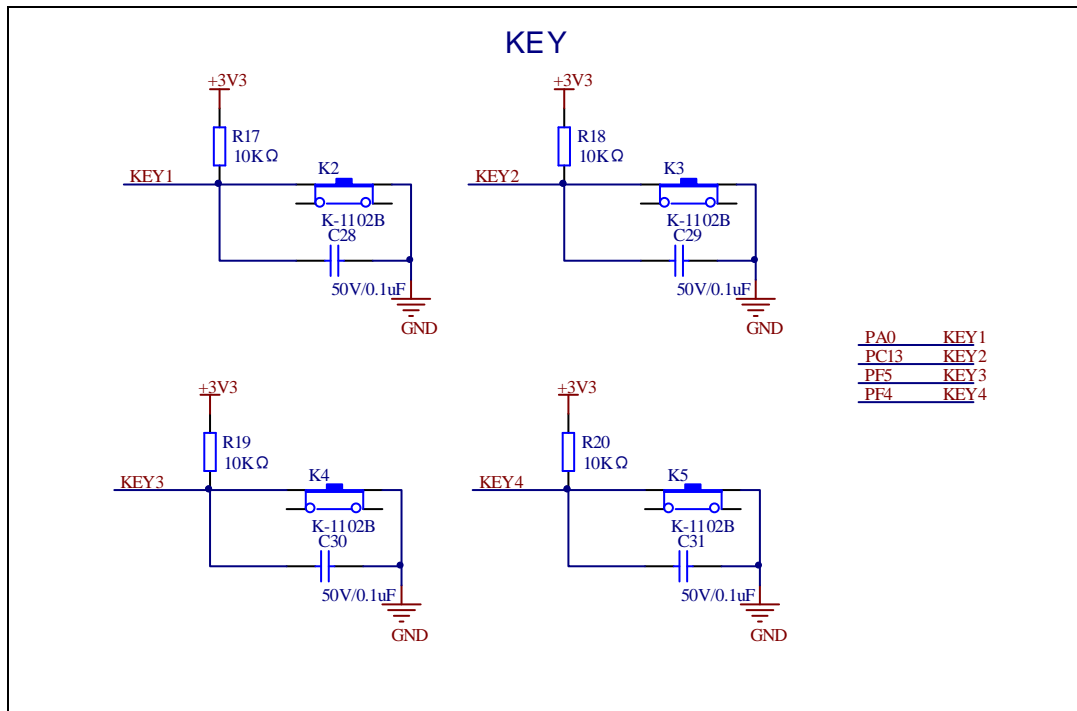 KEY
+3V3
R17
10KΩ
KEY1
K2
K-1102B
C28
50V/0.1uF
GND
+3V3
R18
10KΩ
KEY2
K3
K-1102B
C29
50V/0.1uF
GND
PA0 KEY1
PC13 KEY2
PF5 KEY3
PF4 KEY4
+3V3
R19
10KΩ
KEY3
K4
K-1102B
C30
50V/0.1uF
GND
+3V3
R20
10KΩ
KEY4
K5
K-1102B
C31
50V/0.1uF
GND